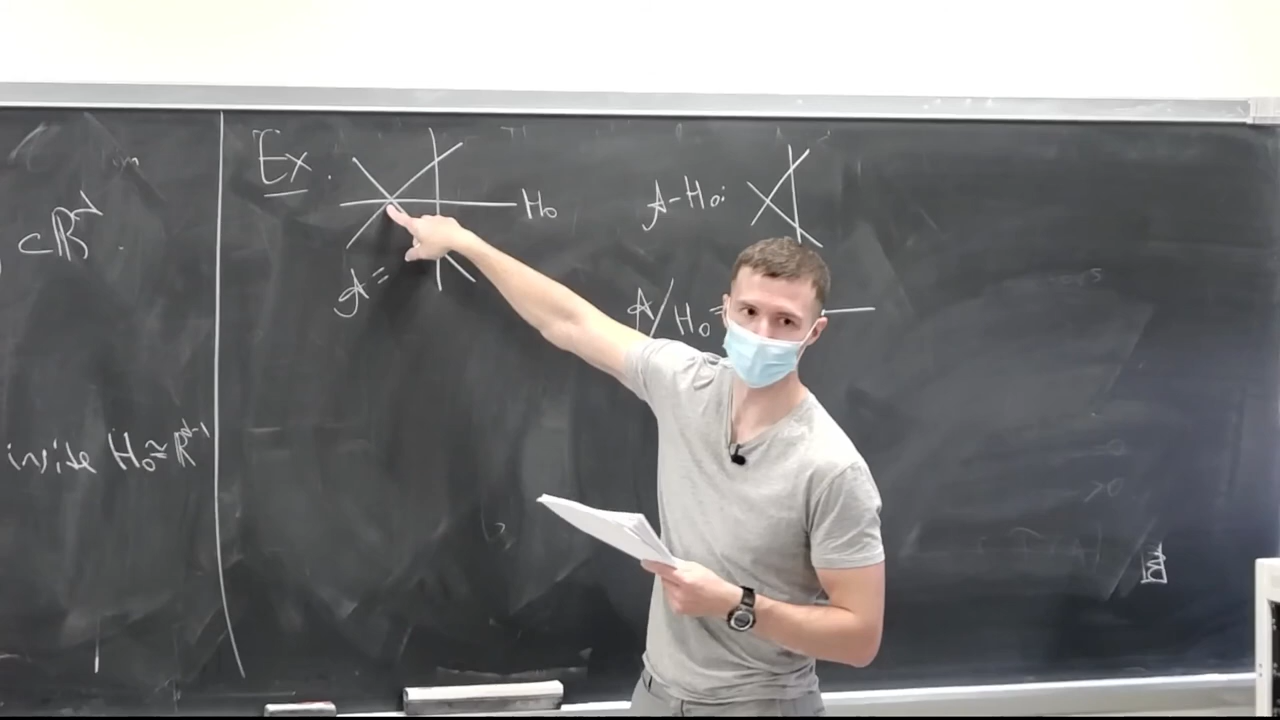 ⊂ ℝᵈ.
inside H₀ ≅ ℝᵈ⁻¹
Ex.
H₀
A =
A - H₀:
A/H₀ =